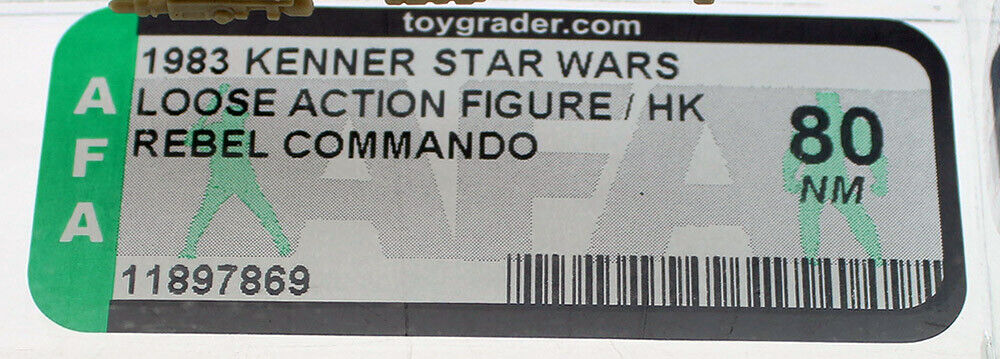 toygrader.com
AFA
1983 KENNER STAR WARS
LOOSE ACTION FIGURE / HK
REBEL COMMANDO
80
NM
AFA
11897869